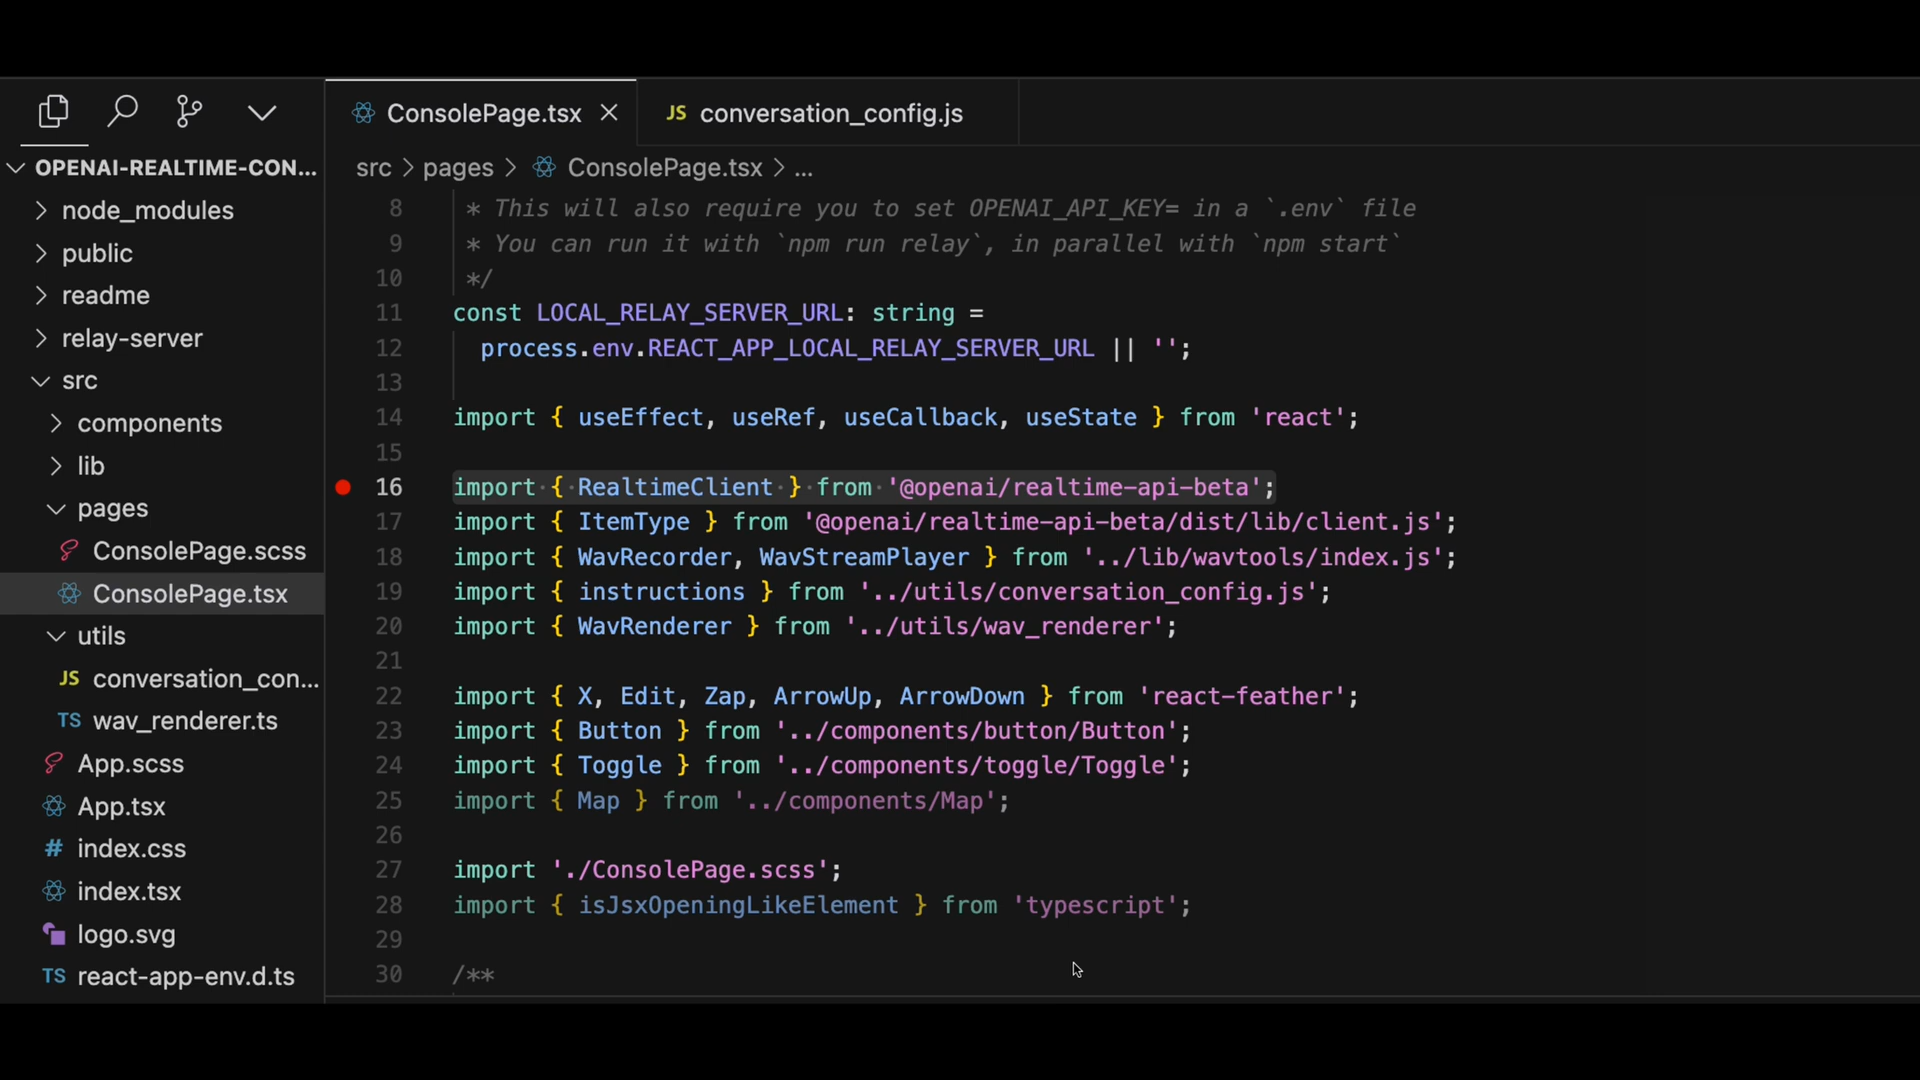 ConsolePage.tsx
JS conversation_config.js
OPENAI-REALTIME-CON...
node_modules
public
readme
relay-server
src
components
lib
pages
ConsolePage.scss
ConsolePage.tsx
utils
JS conversation_con...
TS wav_renderer.ts
App.scss
App.tsx
# index.css
index.tsx
logo.svg
TS react-app-env.d.ts
src > pages > ConsolePage.tsx > ...
8 * This will also require you to set OPENAI_API_KEY= in a `.env` file
9 * You can run it with `npm run relay`, in parallel with `npm start`
10 */
11 const LOCAL_RELAY_SERVER_URL: string =
12 process.env.REACT_APP_LOCAL_RELAY_SERVER_URL || '';
13
14 import { useEffect, useRef, useCallback, useState } from 'react';
15
16 import { RealtimeClient } from '@openai/realtime-api-beta';
17 import { ItemType } from '@openai/realtime-api-beta/dist/lib/client.js';
18 import { WavRecorder, WavStreamPlayer } from '../lib/wavtools/index.js';
19 import { instructions } from '../utils/conversation_config.js';
20 import { WavRenderer } from '../utils/wav_renderer';
21
22 import { X, Edit, Zap, ArrowUp, ArrowDown } from 'react-feather';
23 import { Button } from '../components/button/Button';
24 import { Toggle } from '../components/toggle/Toggle';
25 import { Map } from '../components/Map';
26
27 import './ConsolePage.scss';
28 import { isJsxOpeningLikeElement } from 'typescript';
29
30 /**